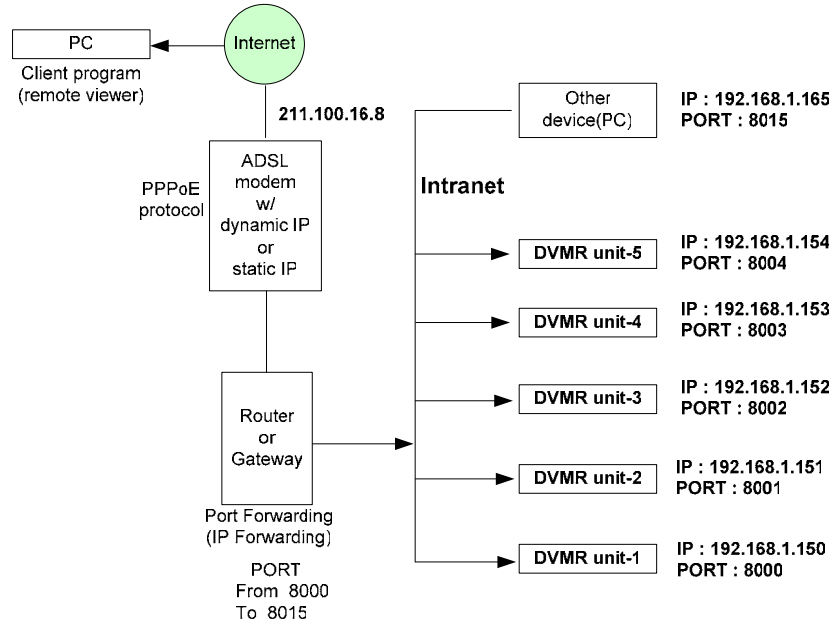 PC
Client program
(remote viewer)
Internet
211.100.16.8
PPPoE
protocol
ADSL
modem
w/
dynamic IP
or
static IP
Router
or
Gateway
Port Forwarding
(IP Forwarding)
PORT
From 8000
To 8015
Intranet
Other
device(PC)
IP : 192.168.1.165
PORT : 8015
DVMR unit-5
IP : 192.168.1.154
PORT : 8004
DVMR unit-4
IP : 192.168.1.153
PORT : 8003
DVMR unit-3
IP : 192.168.1.152
PORT : 8002
DVMR unit-2
IP : 192.168.1.151
PORT : 8001
DVMR unit-1
IP : 192.168.1.150
PORT : 8000